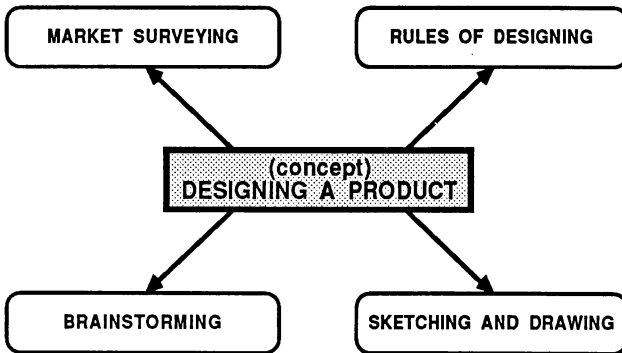 MARKET SURVEYING
RULES OF DESIGNING
(concept)
DESIGNING A PRODUCT
BRAINSTORMING
SKETCHING AND DRAWING